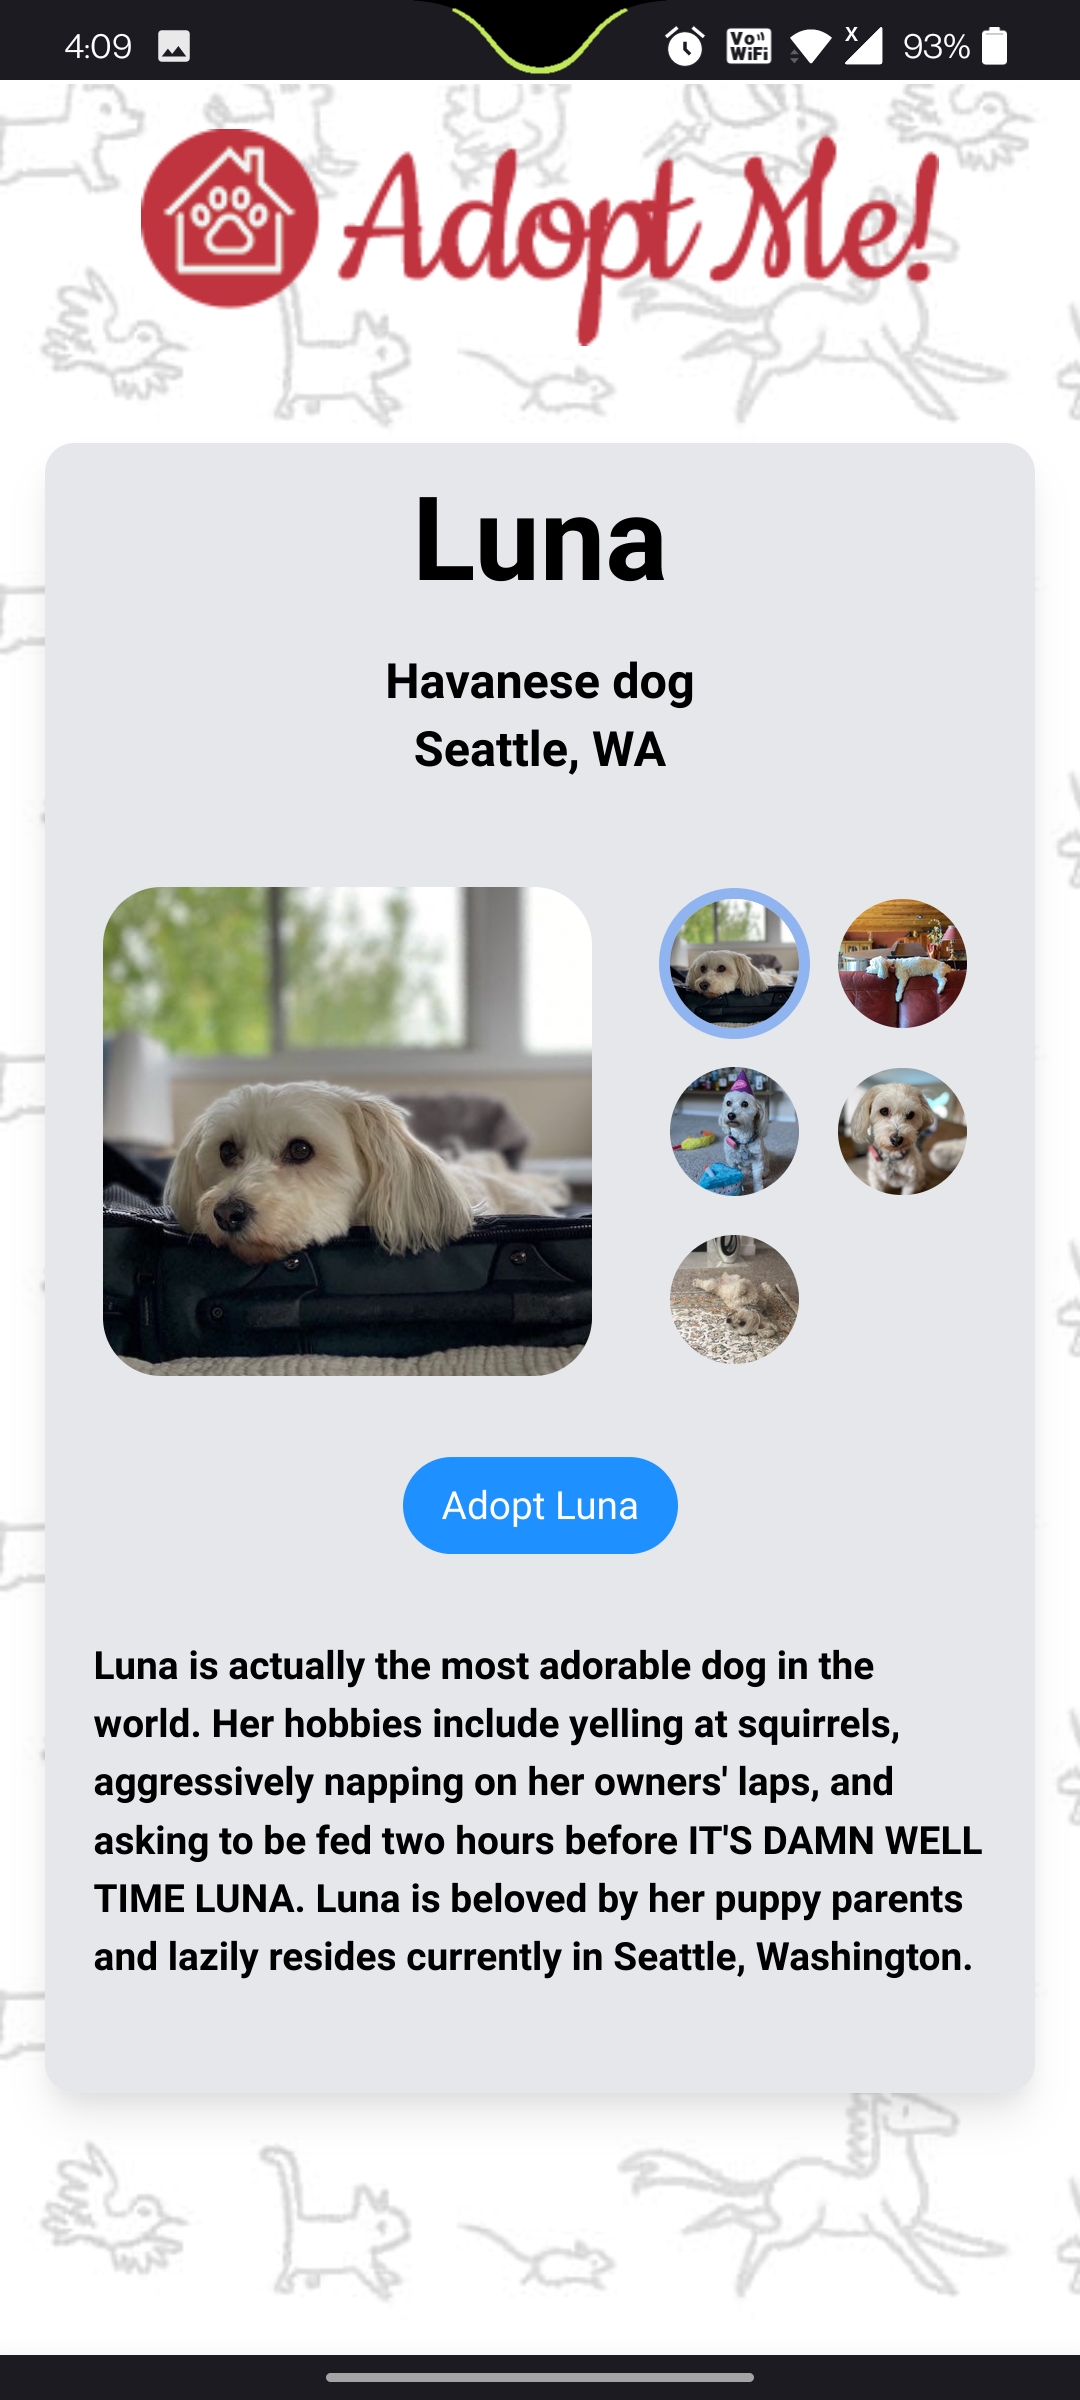 4:09
Vo
WiFi
X
93%
Adopt Me!
Luna
Havanese dog
Seattle, WA
Adopt Luna
Luna is actually the most adorable dog in the
world. Her hobbies include yelling at squirrels,
aggressively napping on her owners' laps, and
asking to be fed two hours before IT'S DAMN WELL
TIME LUNA. Luna is beloved by her puppy parents
and lazily resides currently in Seattle, Washington.